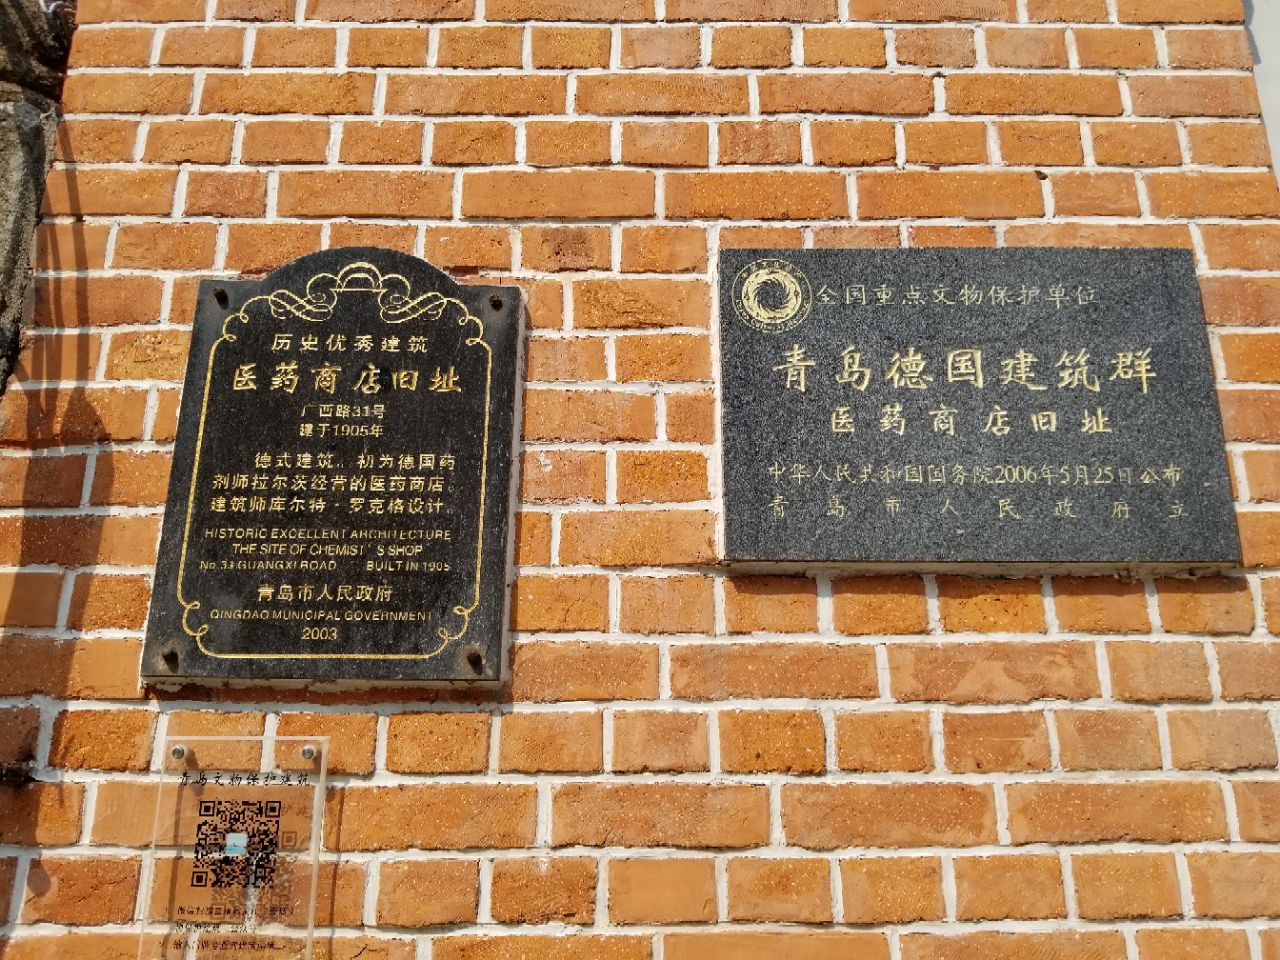 历史优秀建筑
医药商店旧址
广西路31号
建于1905年
德式建筑。初为德国药
剂师拉尔茨经营的医药商店。
建筑师库尔特·罗克格设计。
HISTORIC EXCELLENT ARCHITECTURE
THE SITE OF CHEMIST'S SHOP
No.31 GUANGXI ROAD BUILT IN 1905
青岛市人民政府
QINGDAO MUNICIPAL GOVERNMENT
2003
全国重点文物保护单位
青岛德国建筑群
医药商店旧址
中华人民共和国国务院2006年5月25日公布
青岛市人民政府立
青岛文物保护建筑